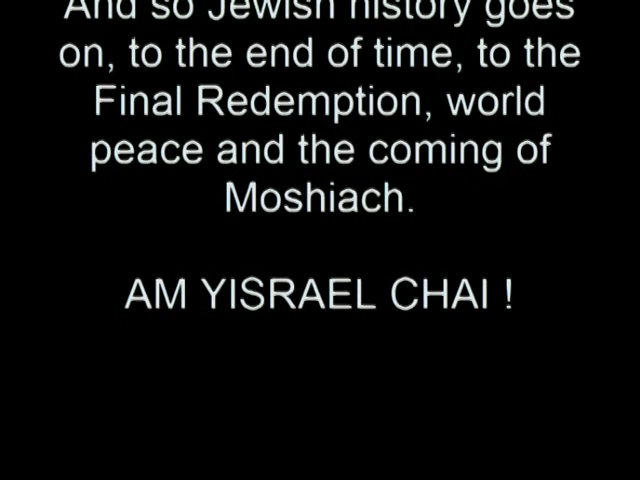 And so Jewish history goes
on, to the end of time, to the
Final Redemption, world
peace and the coming of
Moshiach.
AM YISRAEL CHAI !